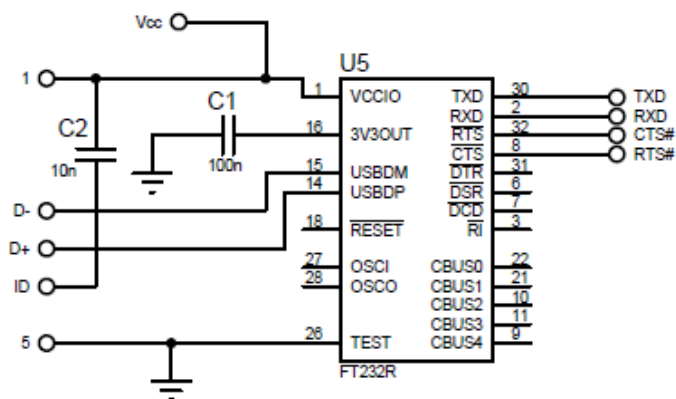 Vcc
1
C2
10n
C1
100n
D-
D+
ID
5
U5
1 VCCIO TXD 30 TXD
RXD 2 RXD
16 3V3OUT RTS 32 CTS#
CTS 8 RTS#
15 USBDM DTR 31
14 USBDP DSR 6
DCD 7
18 RESET RI 3
27 OSCI CBUS0 22
28 OSCO CBUS1 21
CBUS2 10
CBUS3 11
26 TEST CBUS4 9
FT232R